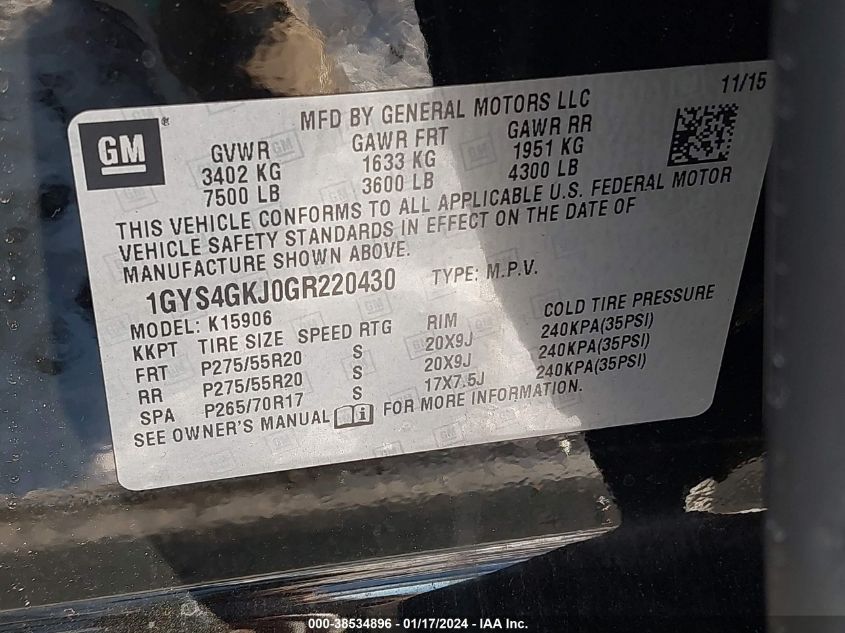 11/15
MFD BY GENERAL MOTORS LLC
GM
GVWR GAWR FRT GAWR RR
3402 KG 1633 KG 1951 KG
7500 LB 3600 LB 4300 LB
THIS VEHICLE CONFORMS TO ALL APPLICABLE U.S. FEDERAL MOTOR
VEHICLE SAFETY STANDARDS IN EFFECT ON THE DATE OF
MANUFACTURE SHOWN ABOVE.
1GYS4GKJ0GR220430 TYPE: M.P.V.
MODEL: K15906
KKPT TIRE SIZE SPEED RTG RIM COLD TIRE PRESSURE
FRT P275/55R20 S 20X9J 240KPA(35PSI)
RR P275/55R20 S 20X9J 240KPA(35PSI)
SPA P265/70R17 S 17X7.5J 240KPA(35PSI)
SEE OWNER'S MANUAL FOR MORE INFORMATION.
000-38534896 - 01/17/2024 - IAA Inc.